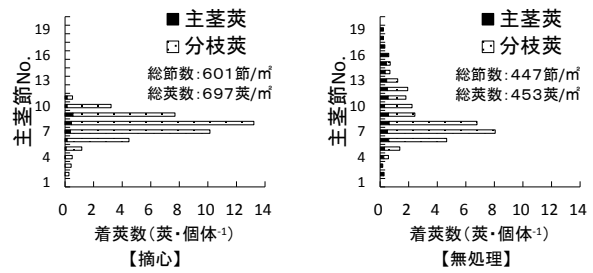 ■主茎莢
□分枝莢
総節数:601節/㎡
総莢数:697莢/㎡
主茎節No.
19
16
13
10
7
4
1
0 2 4 6 8 10 12 14
着莢数(莢・個体-1)
【摘心】
■主茎莢
□分枝莢
総節数:447節/㎡
総莢数:453莢/㎡
主茎節No.
19
16
13
10
7
4
1
0 2 4 6 8 10 12 14
着莢数(莢・個体-1)
【無処理】